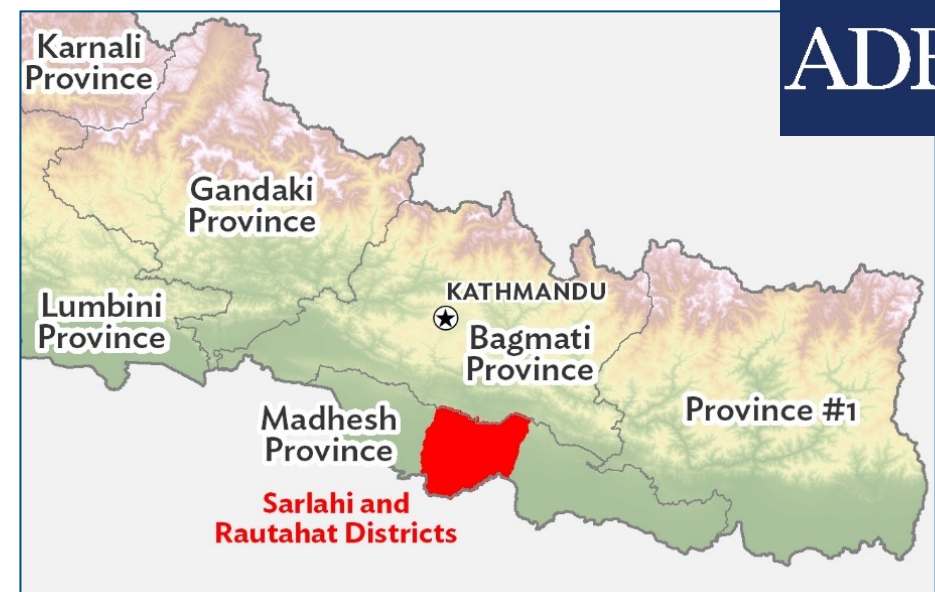 Karnali
Province
ADB
Gandaki
Province
KATHMANDU
Lumbini
Province
Bagmati
Province
Madhesh
Province
Province #1
Sarlahi and
Rautahat Districts